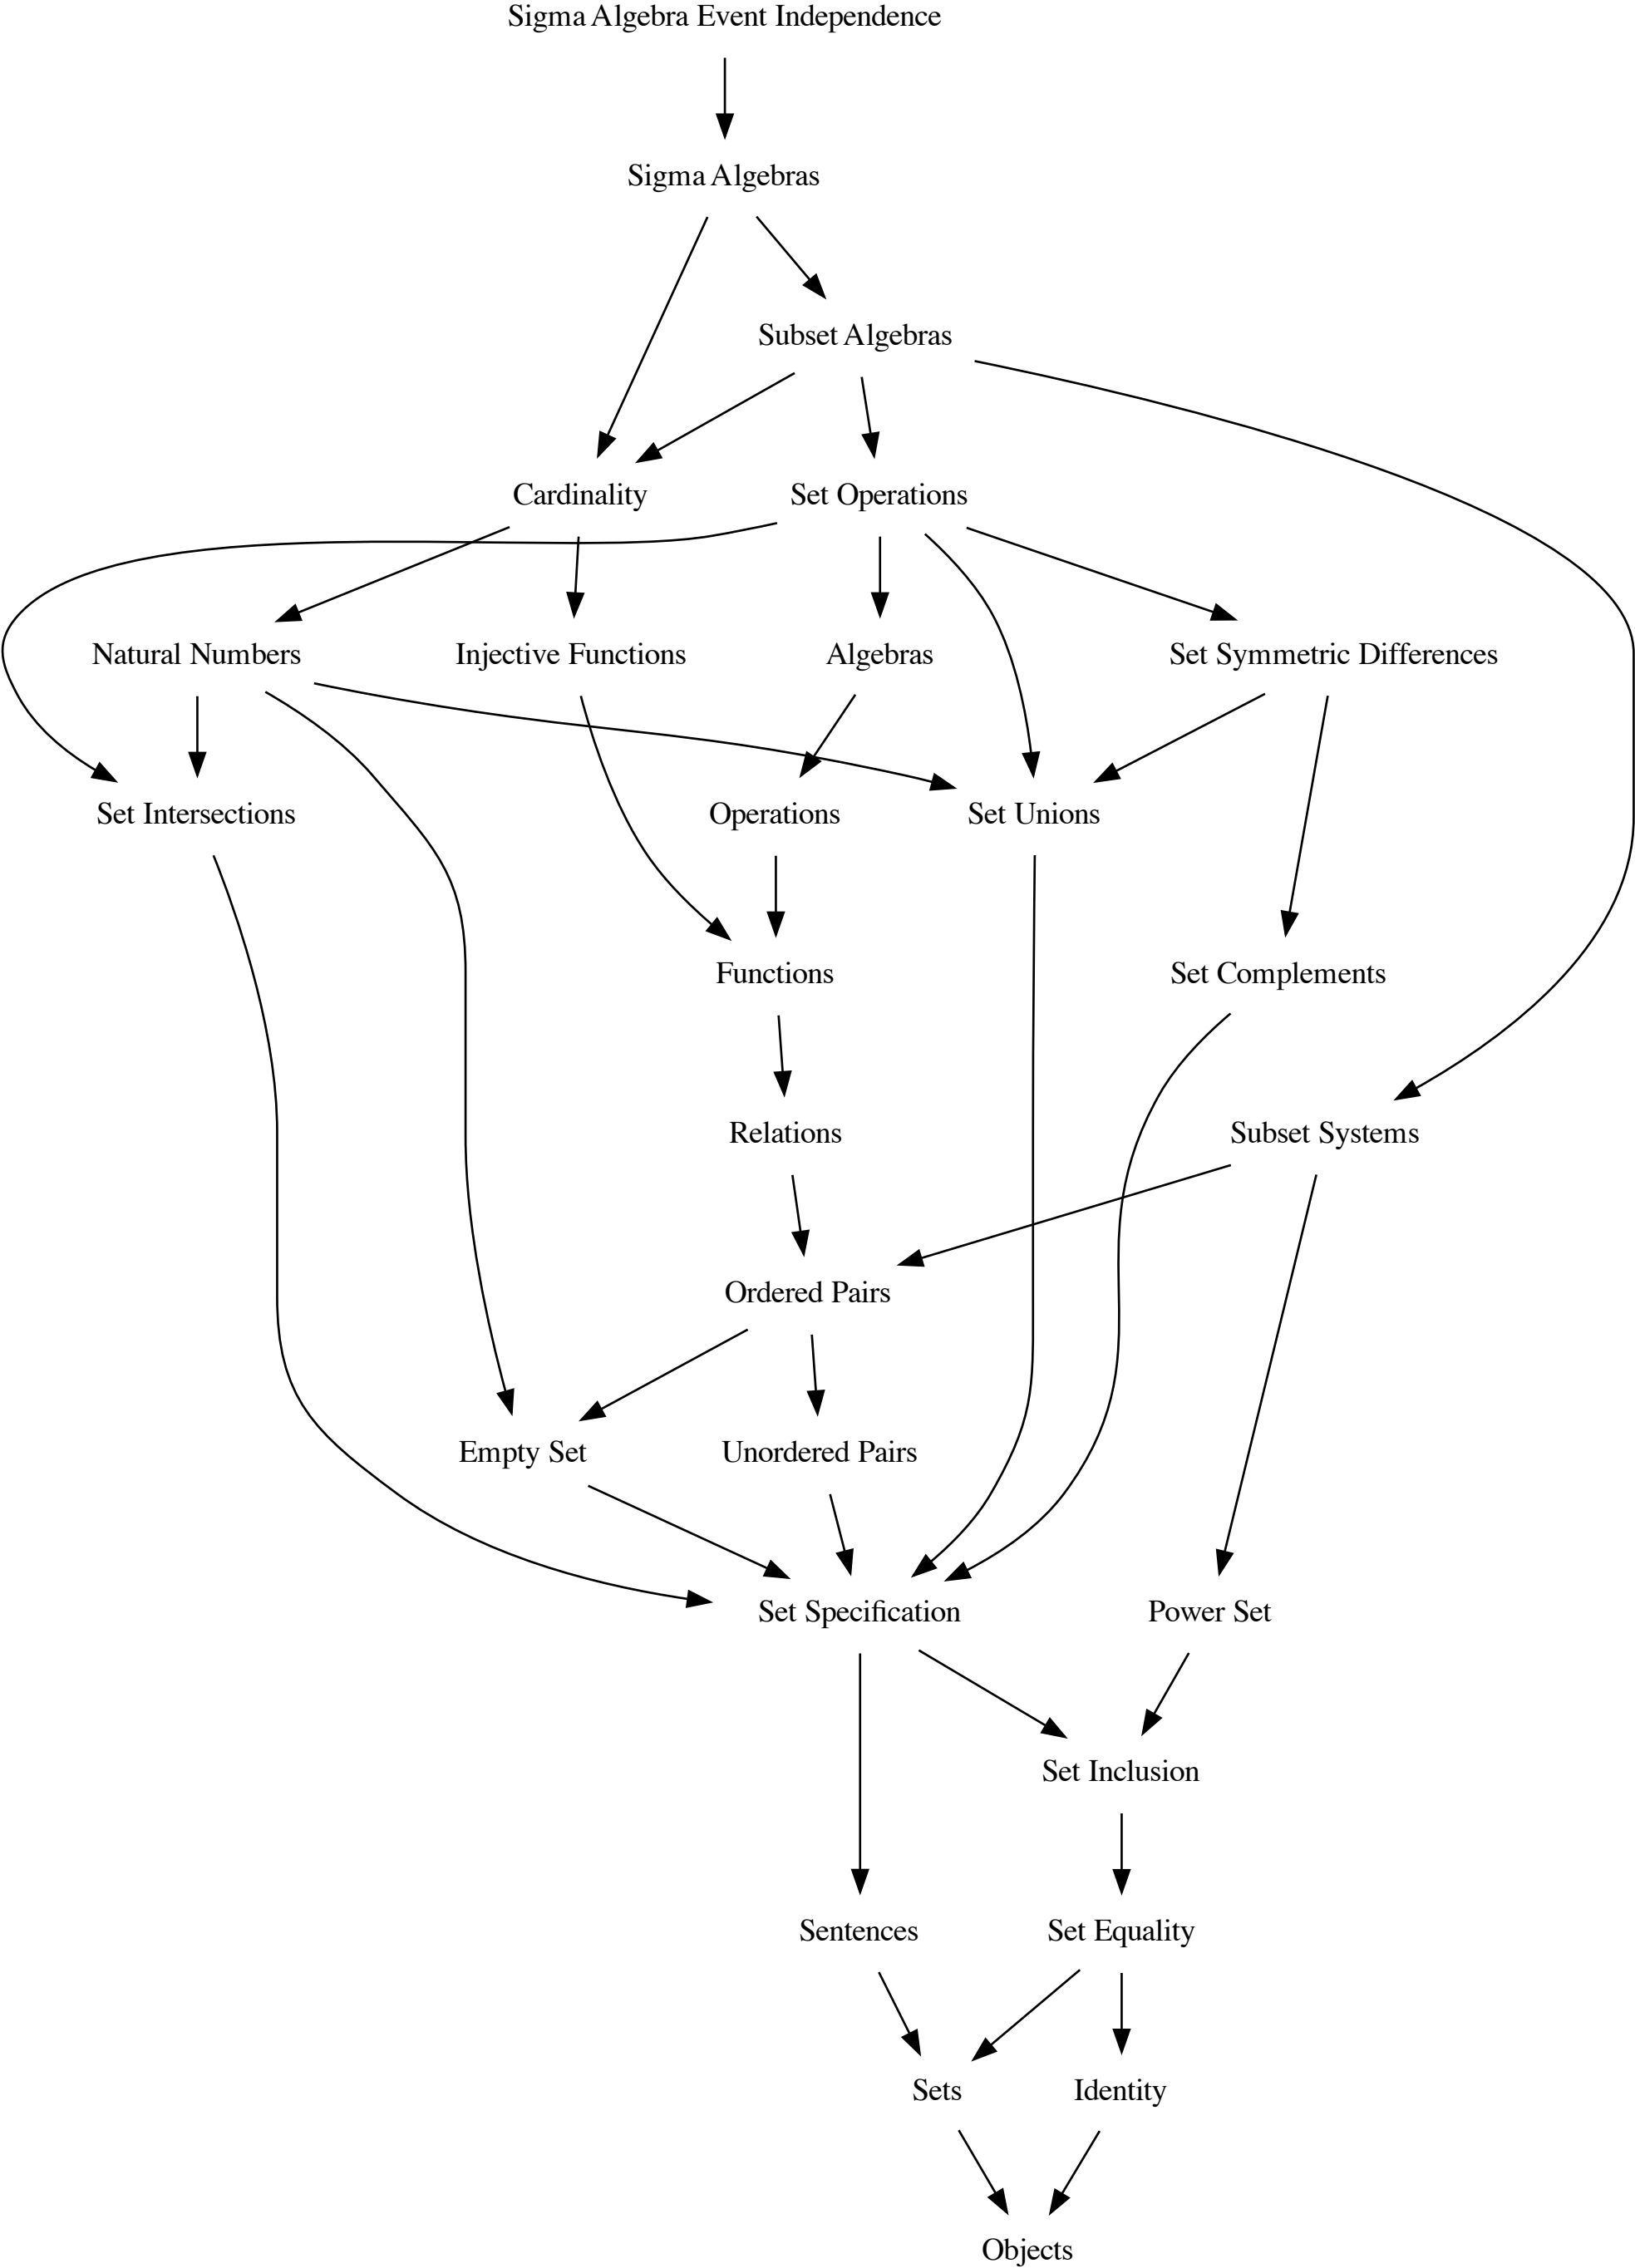 Sigma Algebra Event Independence
Sigma Algebras
Subset Algebras
Cardinality
Set Operations
Natural Numbers
Injective Functions
Algebras
Set Symmetric Differences
Set Intersections
Operations
Set Unions
Functions
Set Complements
Relations
Subset Systems
Ordered Pairs
Empty Set
Unordered Pairs
Set Specification
Power Set
Set Inclusion
Sentences
Set Equality
Sets
Identity
Objects